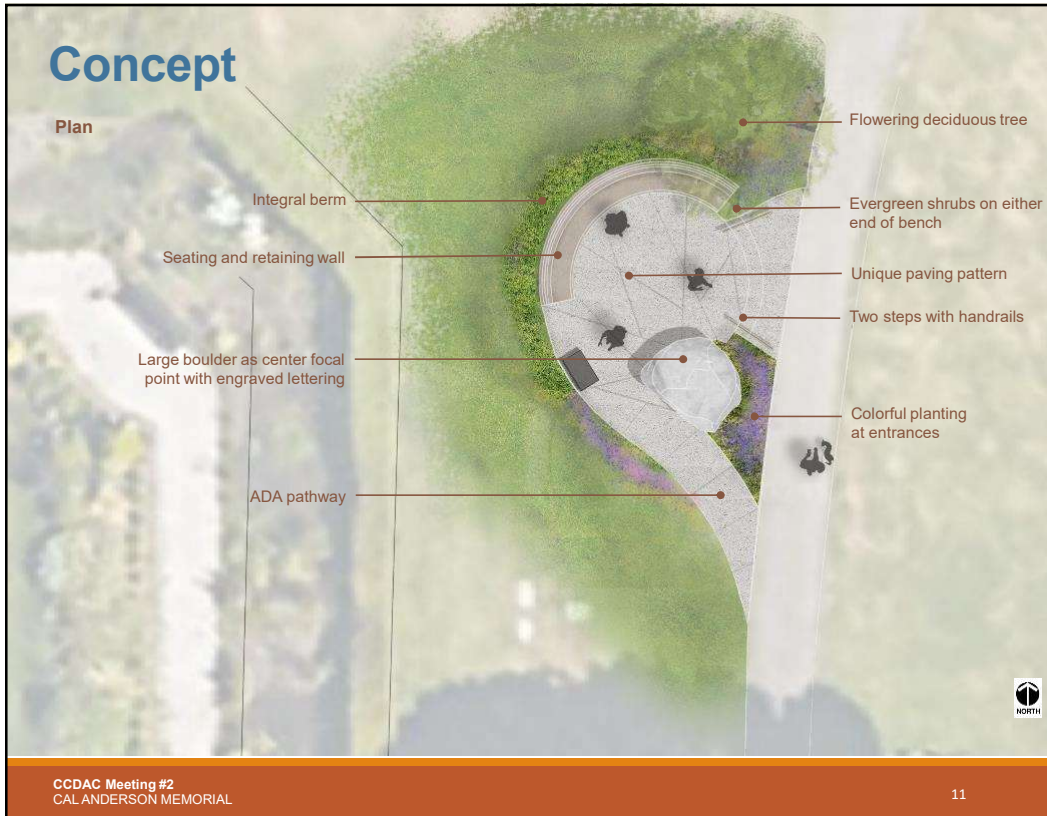 Concept
Plan
Flowering deciduous tree
Integral berm
Evergreen shrubs on either
end of bench
Seating and retaining wall
Unique paving pattern
Two steps with handrails
Large boulder as center focal
point with engraved lettering
Colorful planting
at entrances
ADA pathway
NORTH
CCDAC Meeting #2
CAL ANDERSON MEMORIAL
11